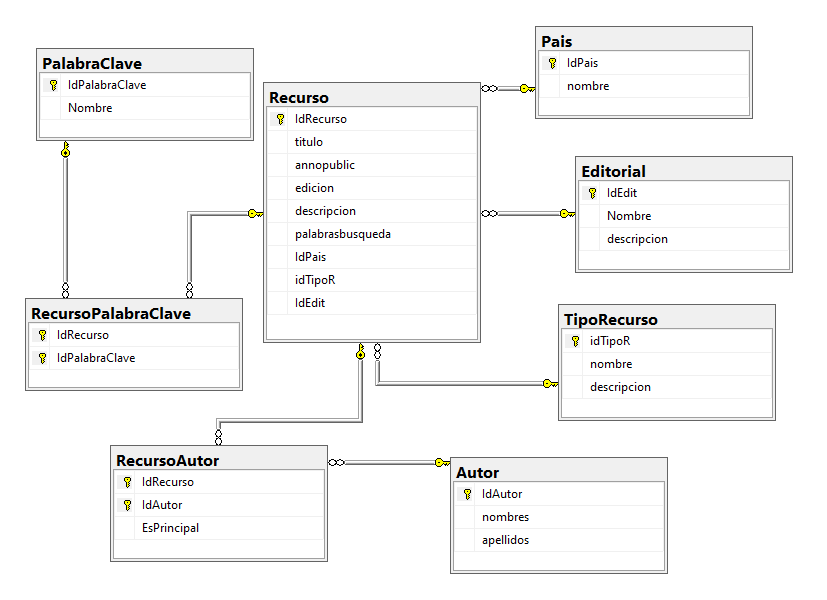 PalabraClave
IdPalabraClave
Nombre
Recurso
IdRecurso
titulo
annopublic
edicion
descripcion
palabrasbusqueda
IdPais
idTipoR
IdEdit
Pais
IdPais
nombre
Editorial
IdEdit
Nombre
descripcion
RecursoPalabraClave
IdRecurso
IdPalabraClave
TipoRecurso
idTipoR
nombre
descripcion
RecursoAutor
IdRecurso
IdAutor
EsPrincipal
Autor
IdAutor
nombres
apellidos